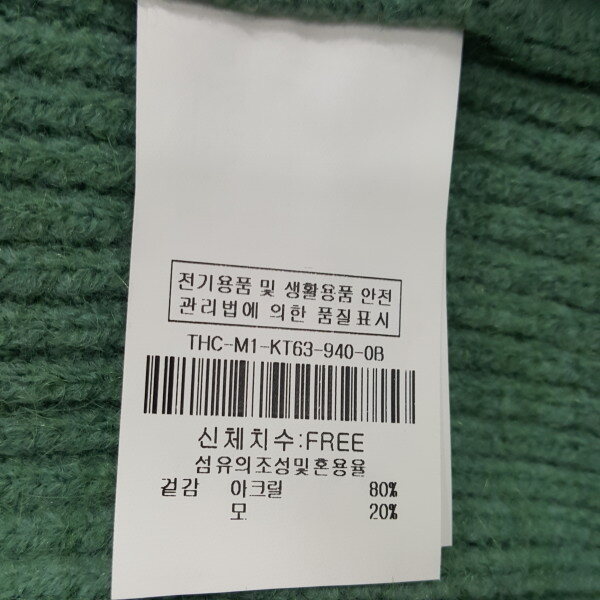 전기용품 및 생활용품 안전
관리법에 의한 품질표시
THC-M1-KT63-940-0B
신체치수:FREE
섬유의조성및혼용율
겉감 아크릴 80%
모 20%